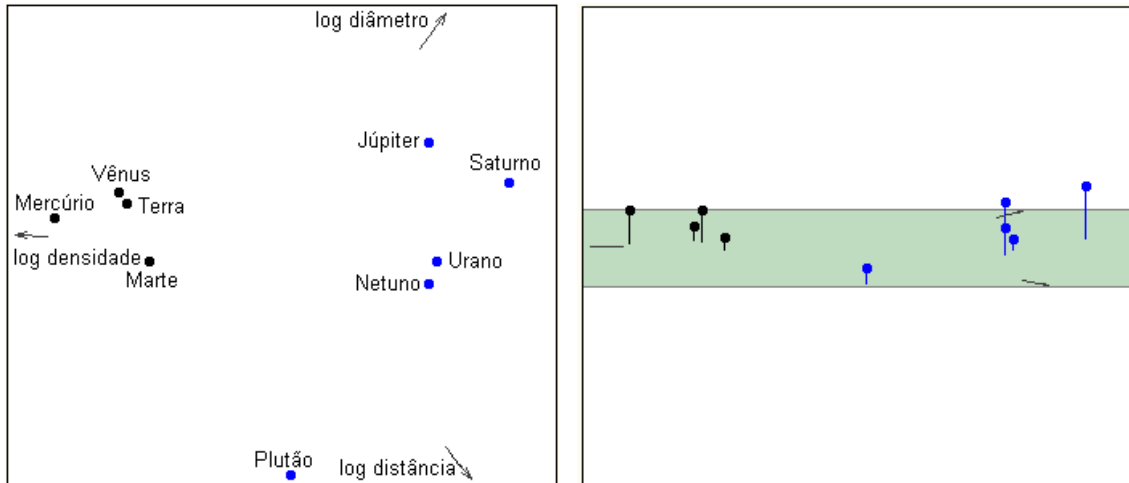 log diâmetro
Júpiter
Saturno
Vênus
Mercúrio
Terra
log densidade
Marte
Urano
Netuno
Plutão
log distância